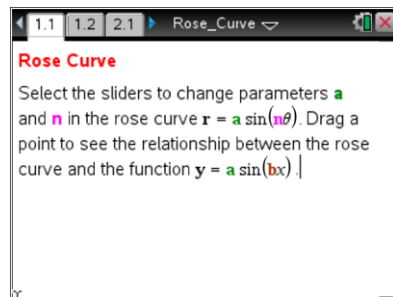 1.1 1.2 2.1 Rose_Curve
Rose Curve
Select the sliders to change parameters a
and n in the rose curve r = a sin(nθ). Drag a
point to see the relationship between the rose
curve and the function y = a sin(bx).